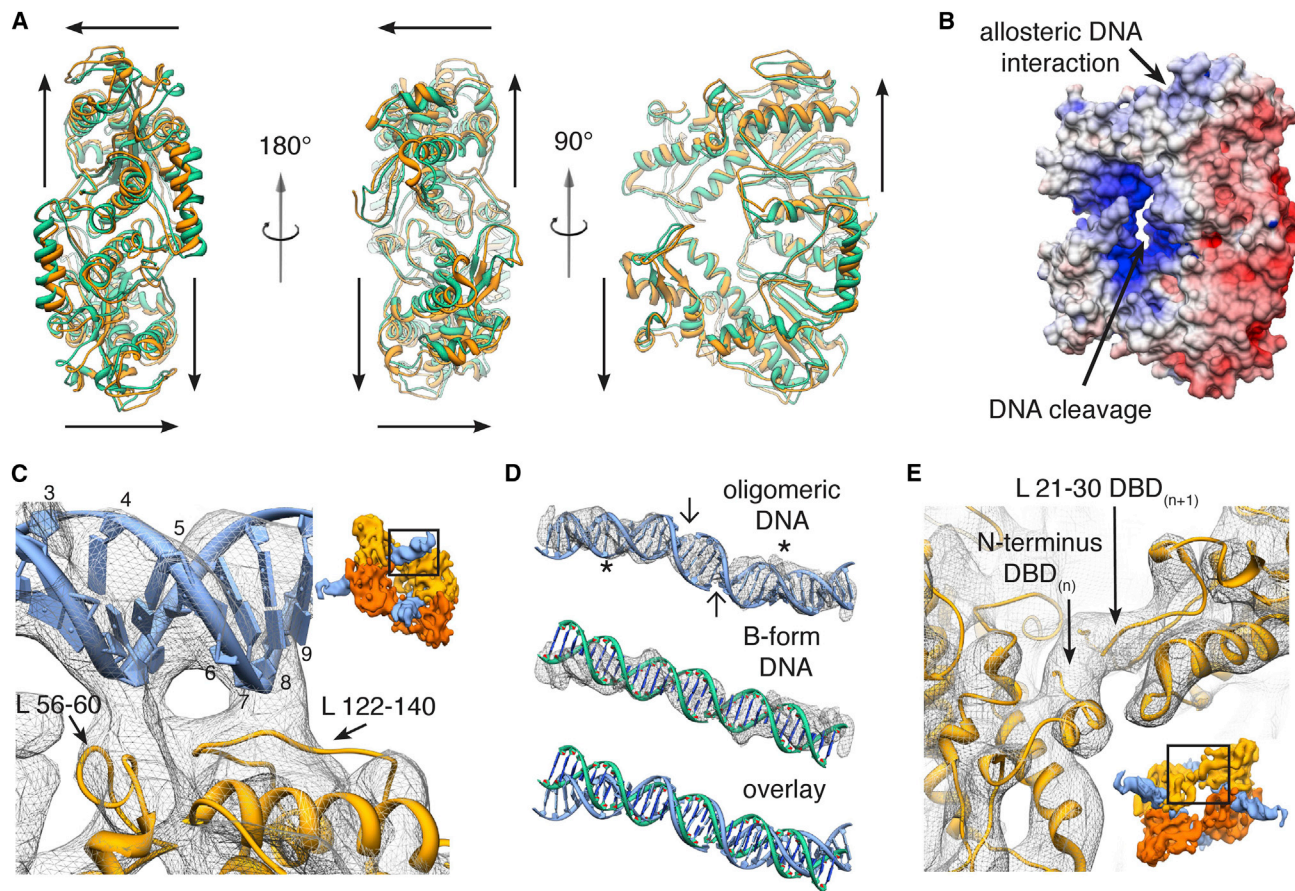 A
180°
90°
B
allosteric DNA
interaction
DNA cleavage
C
3
4
5
6
7
8
9
L 56-60
L 122-140
D
oligomeric
DNA
*
*
B-form
DNA
overlay
E
L 21-30 DBD(n+1)
N-terminus
DBD(n)